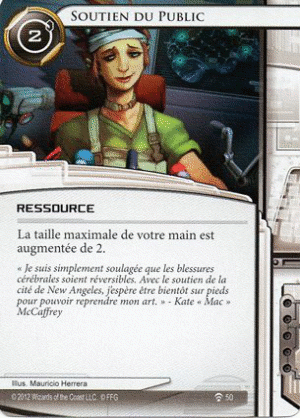 Soutien du Public
2
RESSOURCE
La taille maximale de votre main est
augmentée de 2.
« Je suis simplement soulagée que les blessures
cérébrales soient réversibles. Avec le soutien de la
cité de New Angeles, j'espère être bientôt sur pieds
pour pouvoir reprendre mon art. » - Kate « Mac »
McCaffrey
Illus. Mauricio Herrera
© 2012 Wizards of the Coast LLC. © FFG
50